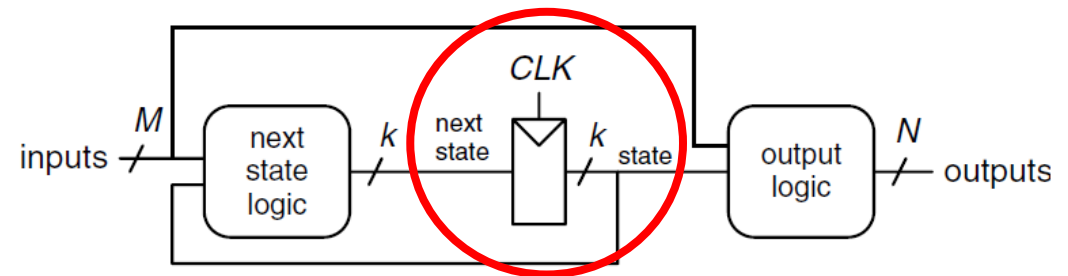 CLK
M
inputs
next
state
logic
k
next
state
k
state
output
logic
N
outputs